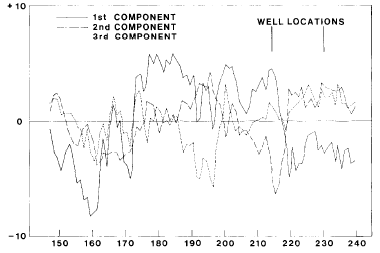 +10
1st COMPONENT
2nd COMPONENT
3rd COMPONENT
WELL LOCATIONS
0
-10
150 160 170 180 190 200 210 220 230 240